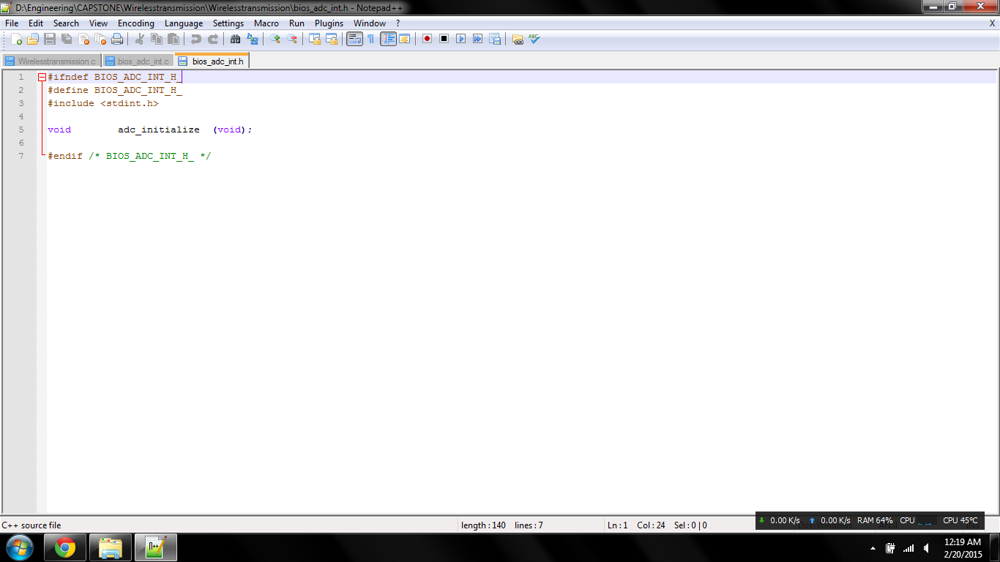 D:\Engineering\CAPSTONE\Wirelesstransmission\Wirelesstransmission\bios_adc_int.h - Notepad++
File Edit Search View Encoding Language Settings Macro Run Plugins Window ? X
Wirelesstransmission.c bios_adc_int.c bios_adc_int.h
1 #ifndef BIOS_ADC_INT_H_
2 #define BIOS_ADC_INT_H_
3 #include <stdint.h>
4
5 void adc_initialize (void);
6
7 #endif /* BIOS_ADC_INT_H_ */
C++ source file length : 140 lines : 7 Ln : 1 Col : 24 Sel : 0 | 0
0.00 K/s 0.00 K/s RAM 64% CPU CPU 45°C
12:19 AM
2/20/2015